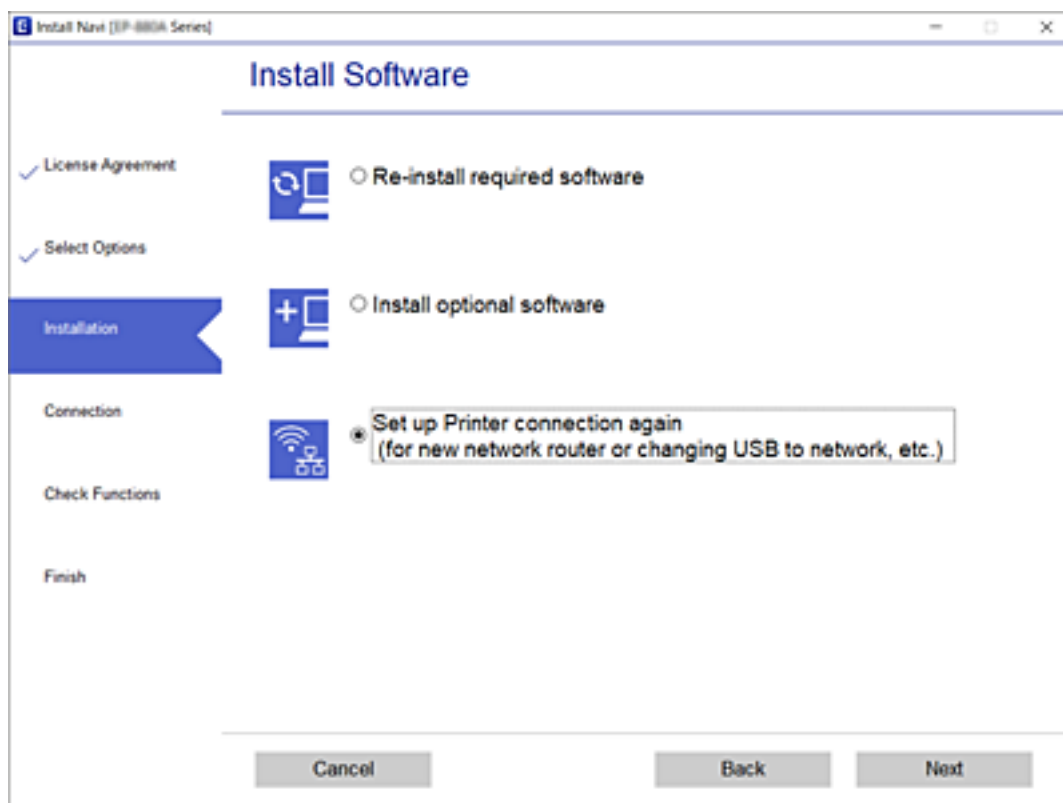 Install Navi [EP-880A Series]
Install Software
License Agreement
Select Options
Installation
Connection
Check Functions
Finish
Re-install required software
Install optional software
Set up Printer connection again
(for new network router or changing USB to network, etc.)
Cancel
Back
Next